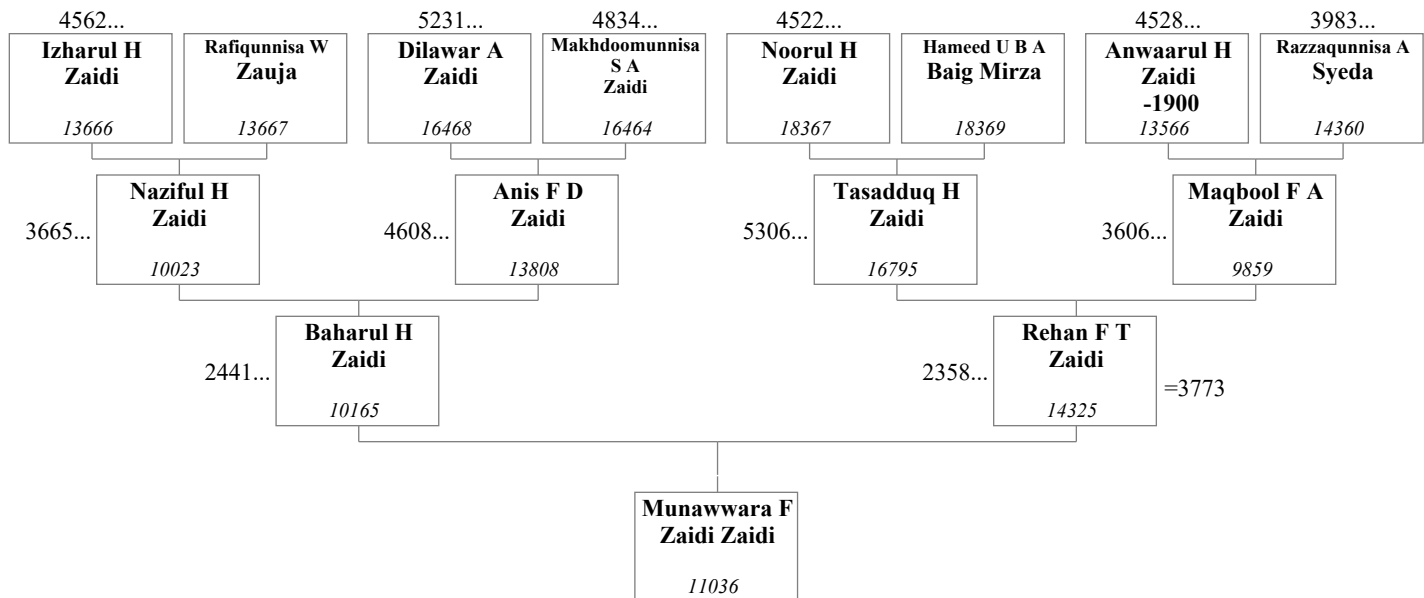 4562...
5231...
4834...
4522...
4528...
3983...
Izharul H
Zaidi
13666
Rafiqunnisa W
Zauja
13667
Dilawar A
Zaidi
16468
Makhdoomunnisa
S A
Zaidi
16464
Noorul H
Zaidi
18367
Hameed U B A
Baig Mirza
18369
Anwaarul H
Zaidi
-1900
13566
Razzaqunnisa A
Syeda
14360
3665...
Naziful H
Zaidi
10023
4608...
Anis F D
Zaidi
13808
5306...
Tasadduq H
Zaidi
16795
3606...
Maqbool F A
Zaidi
9859
2441...
Baharul H
Zaidi
10165
2358...
Rehan F T
Zaidi
14325
=3773
Munawwara F
Zaidi Zaidi
11036